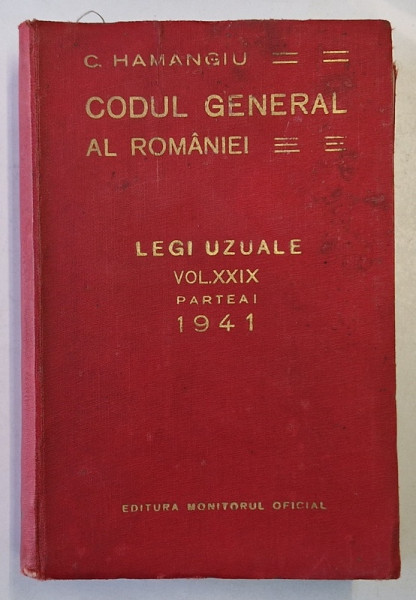 C. HAMANGIU
CODUL GENERAL
AL ROMÂNIEI
LEGI UZUALE
VOL.XXIX
PARTEA I
1941
EDITURA MONITORUL OFICIAL